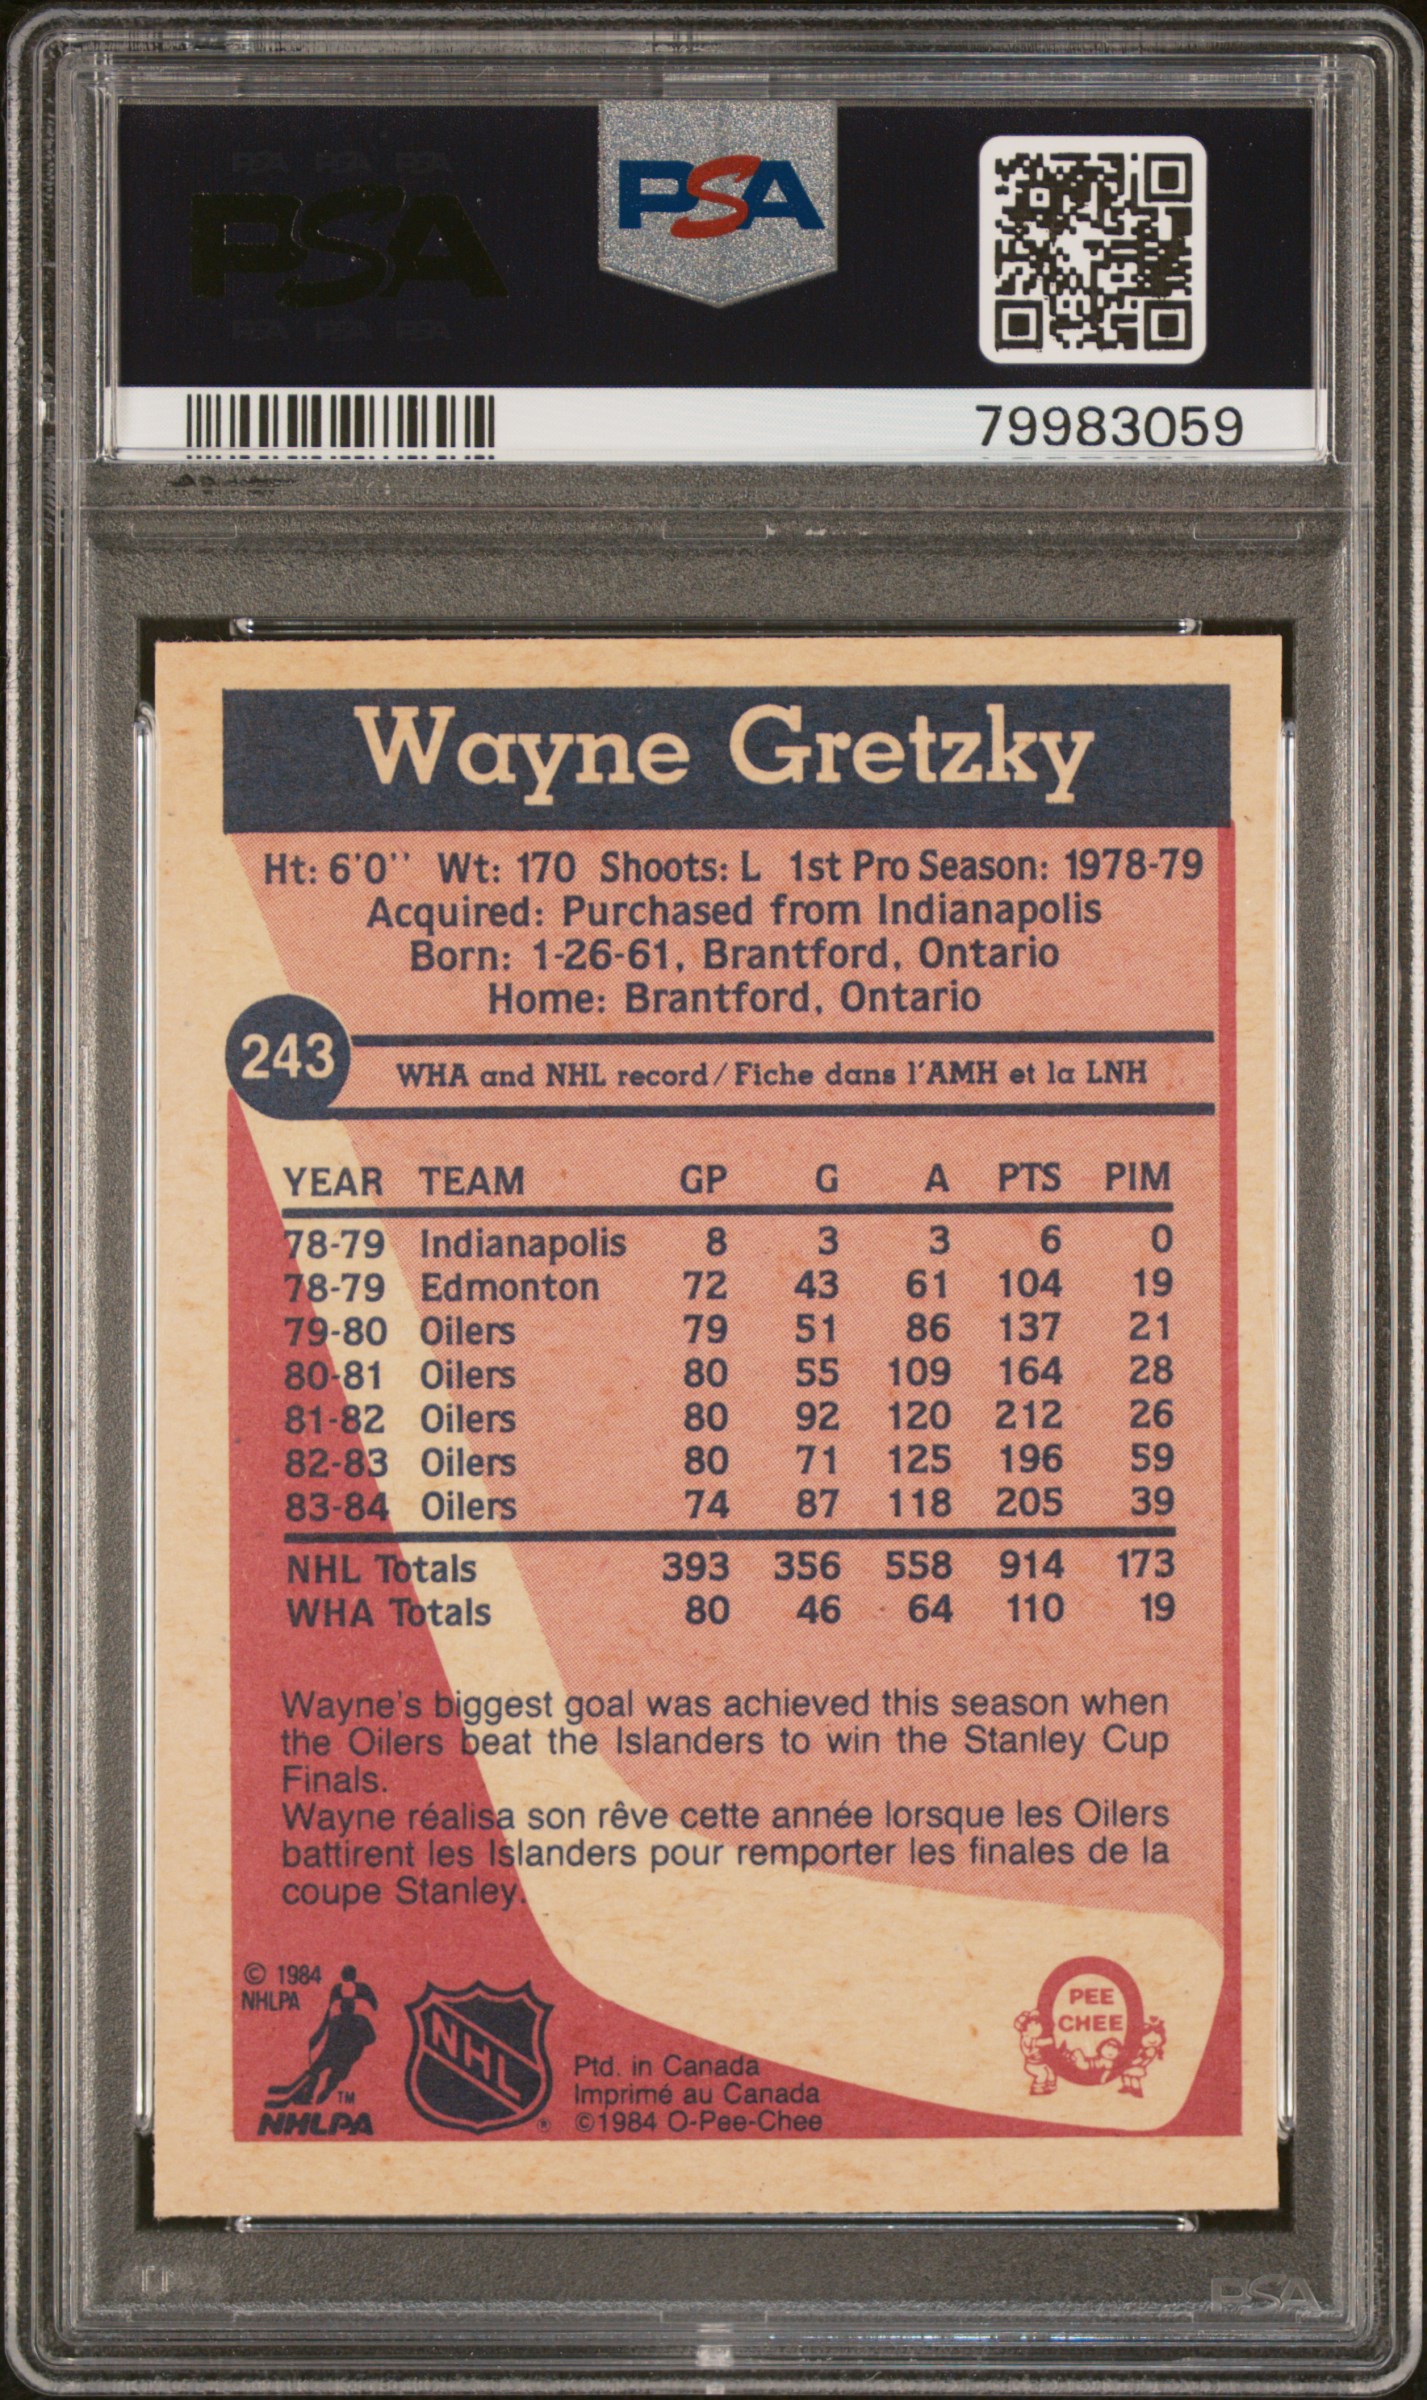 PSA PSA PSA
PSA
PSA PSA PSA
PSA
79983059
Wayne Gretzky
Ht: 6'0'' Wt: 170 Shoots: L 1st Pro Season: 1978-79
Acquired: Purchased from Indianapolis
Born: 1-26-61, Brantford, Ontario
Home: Brantford, Ontario
243
WHA and NHL record/Fiche dans l'AMH et la LNH
YEAR TEAM GP G A PTS PIM
78-79 Indianapolis 8 3 3 6 0
78-79 Edmonton 72 43 61 104 19
79-80 Oilers 79 51 86 137 21
80-81 Oilers 80 55 109 164 28
81-82 Oilers 80 92 120 212 26
82-83 Oilers 80 71 125 196 59
83-84 Oilers 74 87 118 205 39
NHL Totals 393 356 558 914 173
WHA Totals 80 46 64 110 19
Wayne's biggest goal was achieved this season when
the Oilers beat the Islanders to win the Stanley Cup
Finals.
Wayne réalisa son rêve cette année lorsque les Oilers
battirent les Islanders pour remporter les finales de la
coupe Stanley.
© 1984
NHLPA
TM
NHLPA
NHL
®
Ptd. in Canada
Imprimé au Canada
©1984 O-Pee-Chee
O
PEE
CHEE
PSA